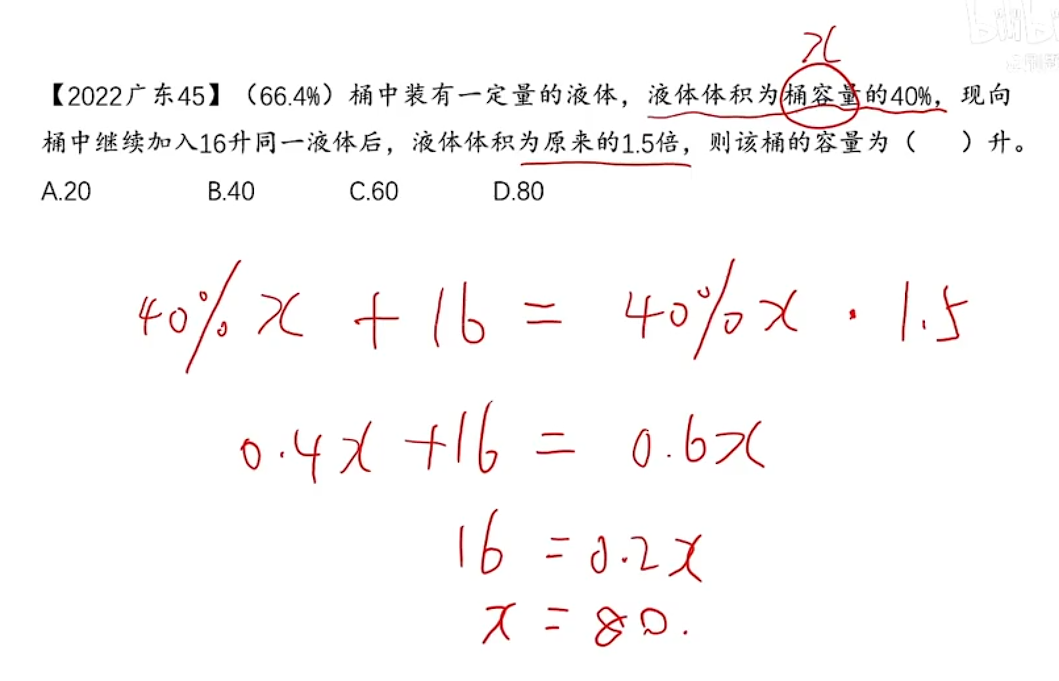 x
【2022广东45】（66.4%）桶中装有一定量的液体，液体体积为桶容量的40%，现向
桶中继续加入16升同一液体后，液体体积为原来的1.5倍，则该桶的容量为（ ）升。
A.20 B.40 C.60 D.80
40%x + 16 = 40%x · 1.5
0.4x +16 = 0.6x
16 = 0.2x
x = 80.